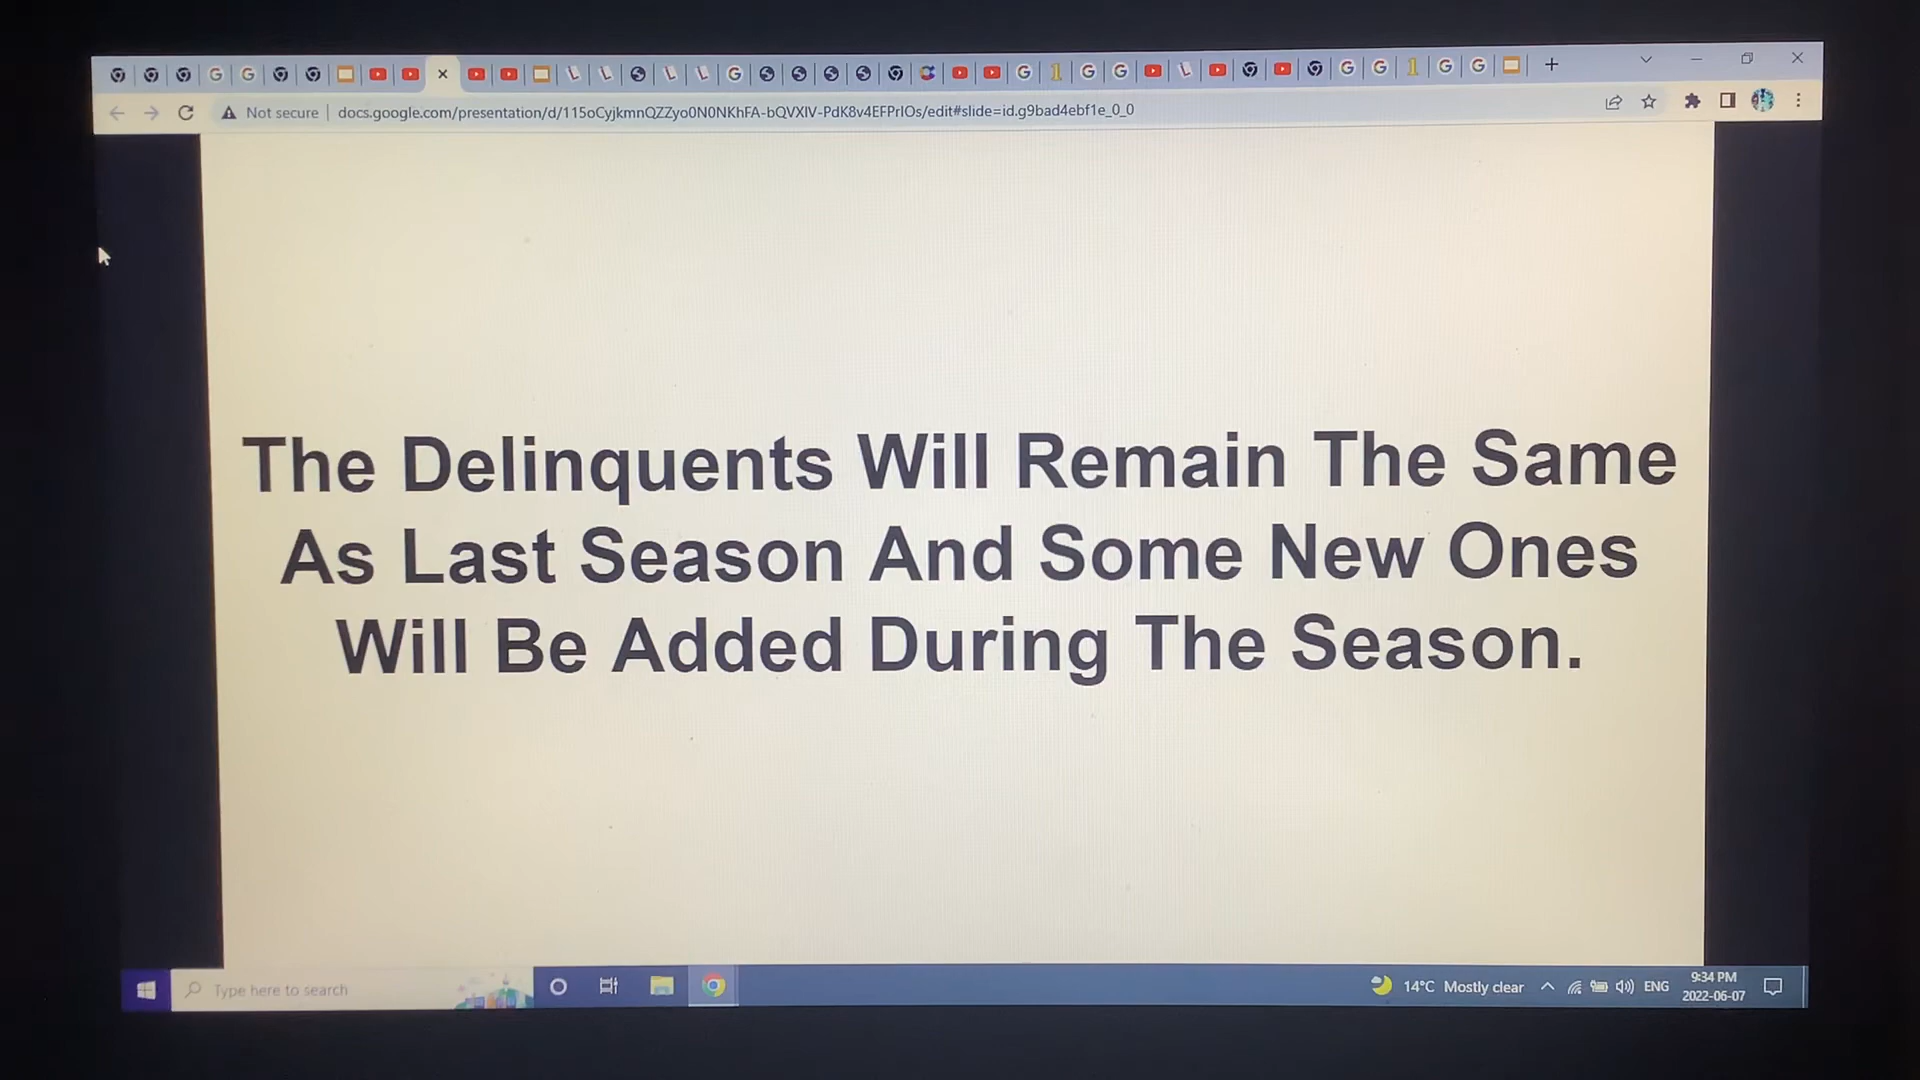 Not secure
docs.google.com/presentation/d/115oCyjkmnQZZyo0N0NKhFA-bQVXIV-PdK8v4EFPrIOs/edit#slide=id.g9bad4ebf1e_0_0
The Delinquents Will Remain The Same
As Last Season And Some New Ones
Will Be Added During The Season.
Type here to search
14°C Mostly clear
ENG
9:34 PM
2022-06-07